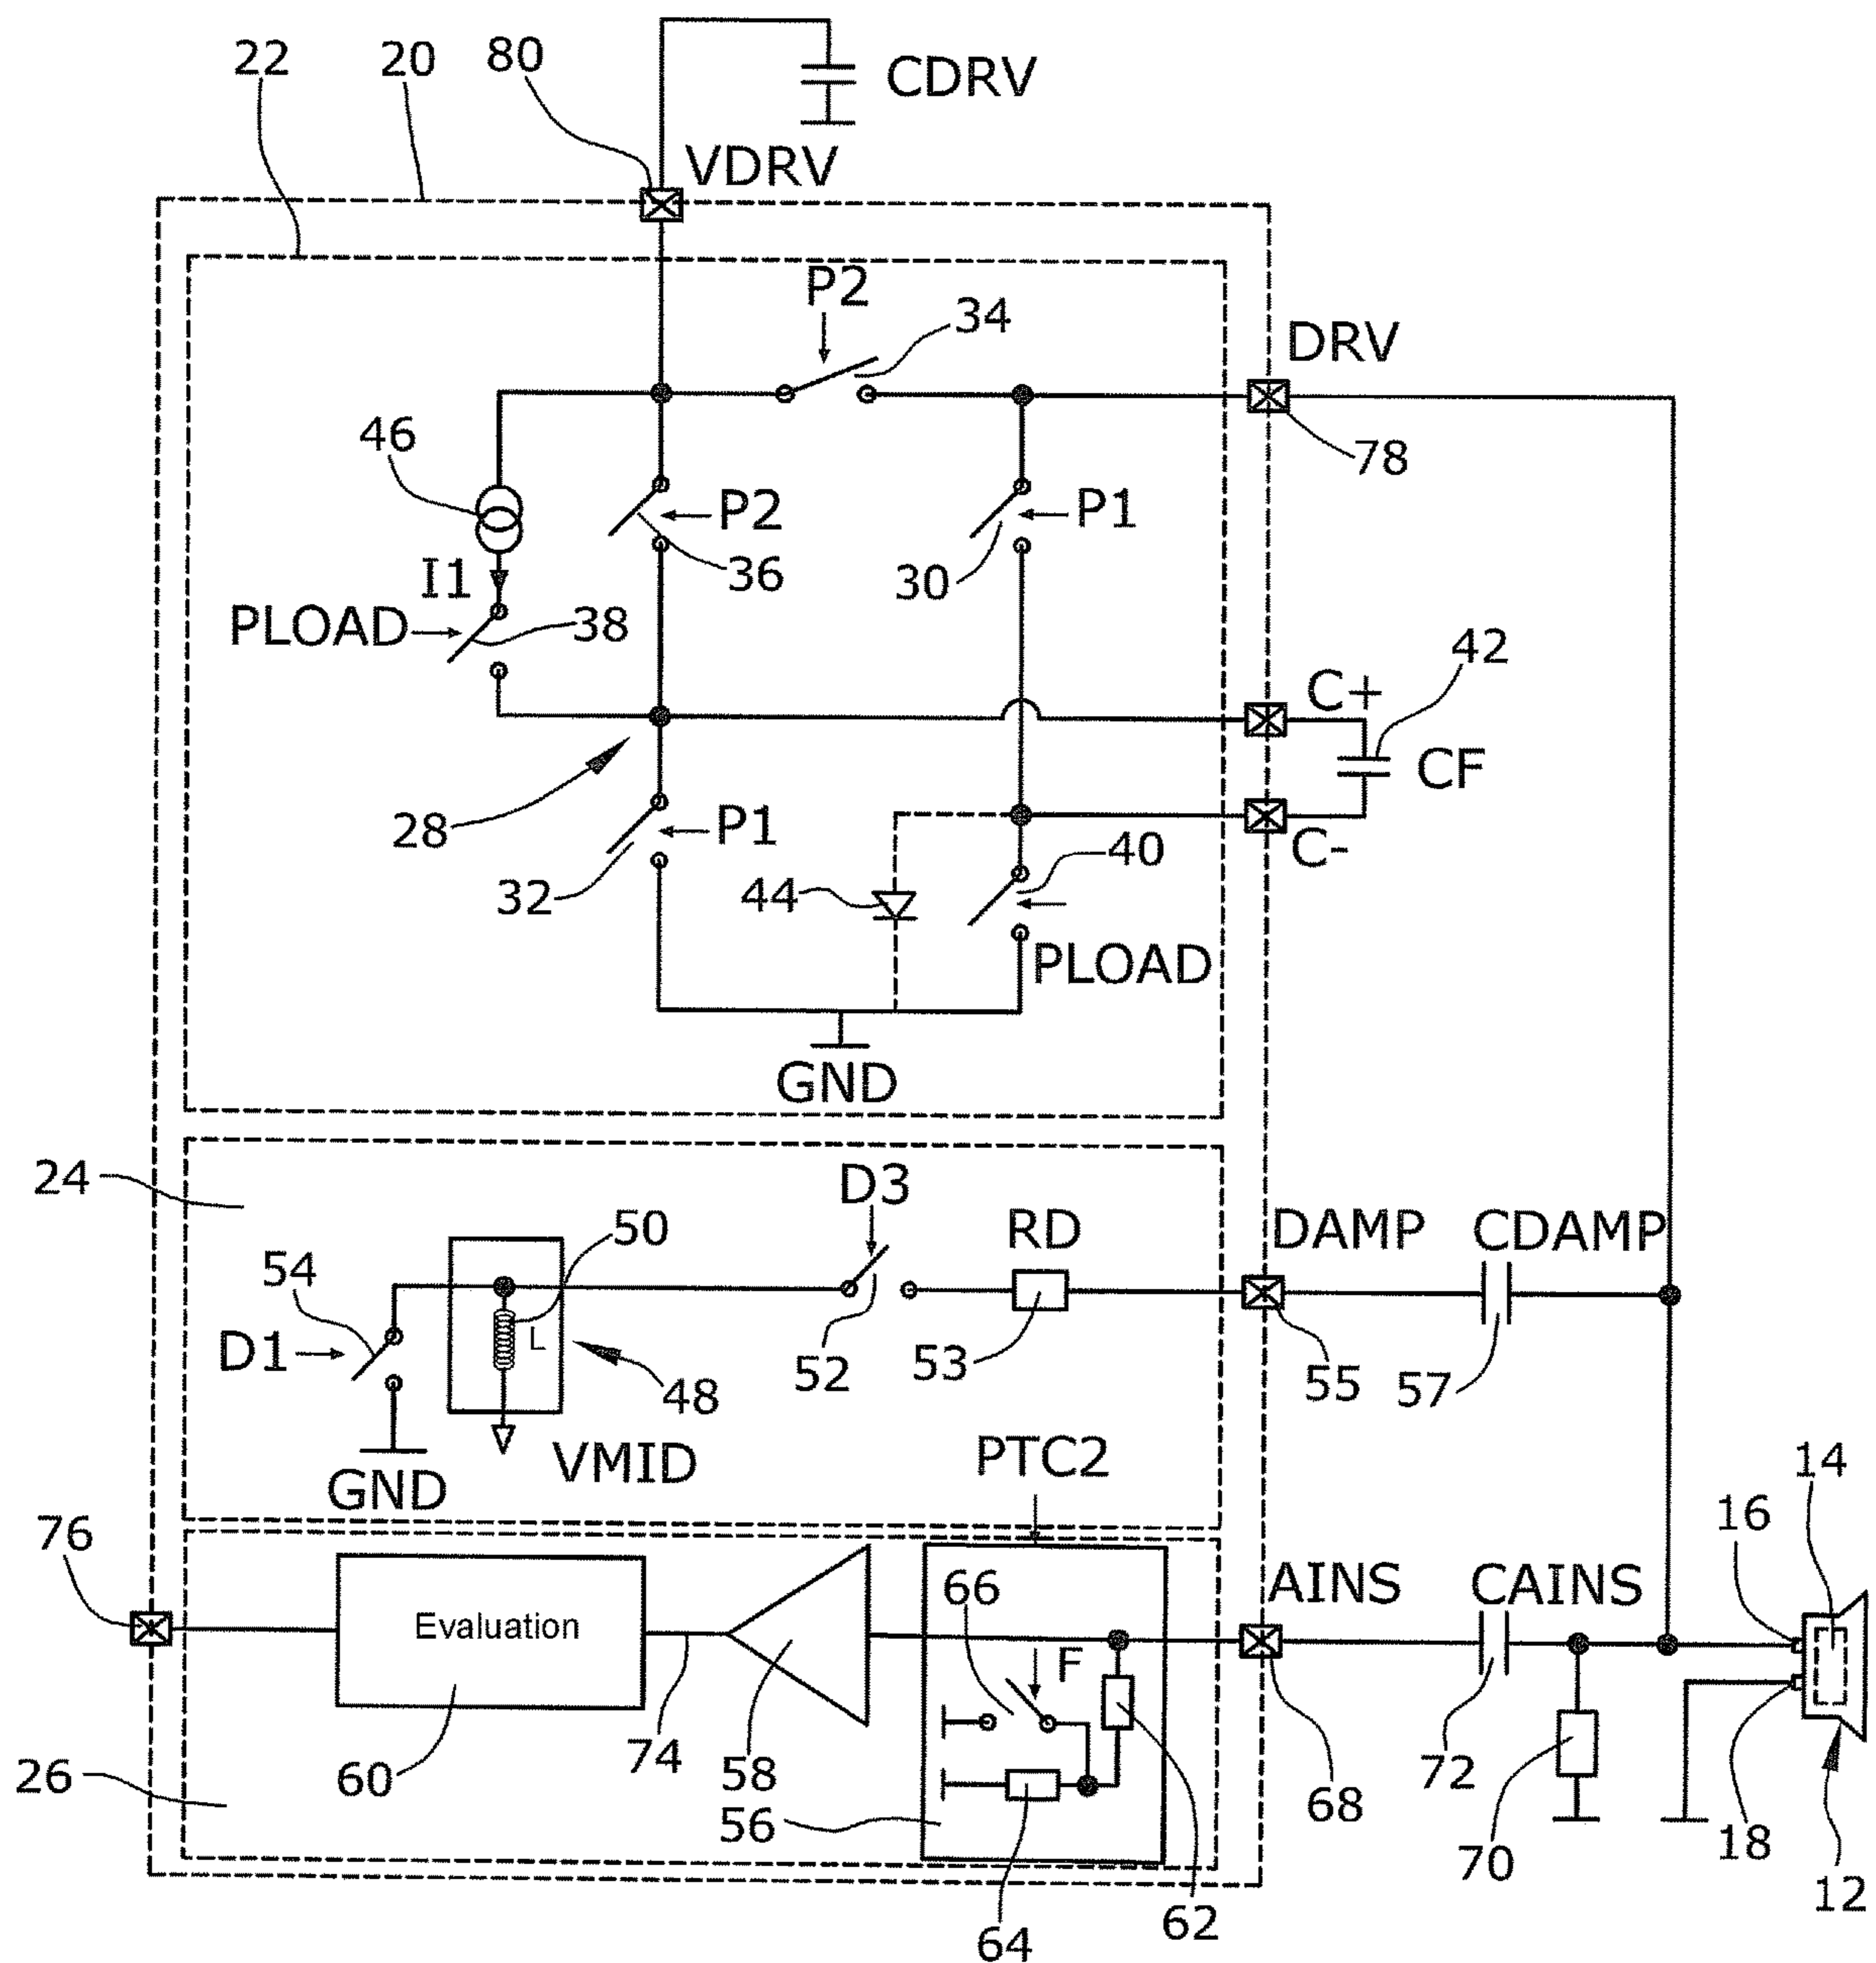 80
22
20
CDRV
VDRV
P2
34
DRV
46
78
P2
P1
I1
36
30
PLOAD
38
42
C+
CF
28
P1
C-
40
32
44
PLOAD
GND
24
D3
50
RD
DAMP
CDAMP
54
L
D1
52
53
55
57
48
VMID
PTC2
GND
14
16
76
AINS
CAINS
66
Evaluation
F
74
58
60
26
56
68
72
70
18
12
62
64